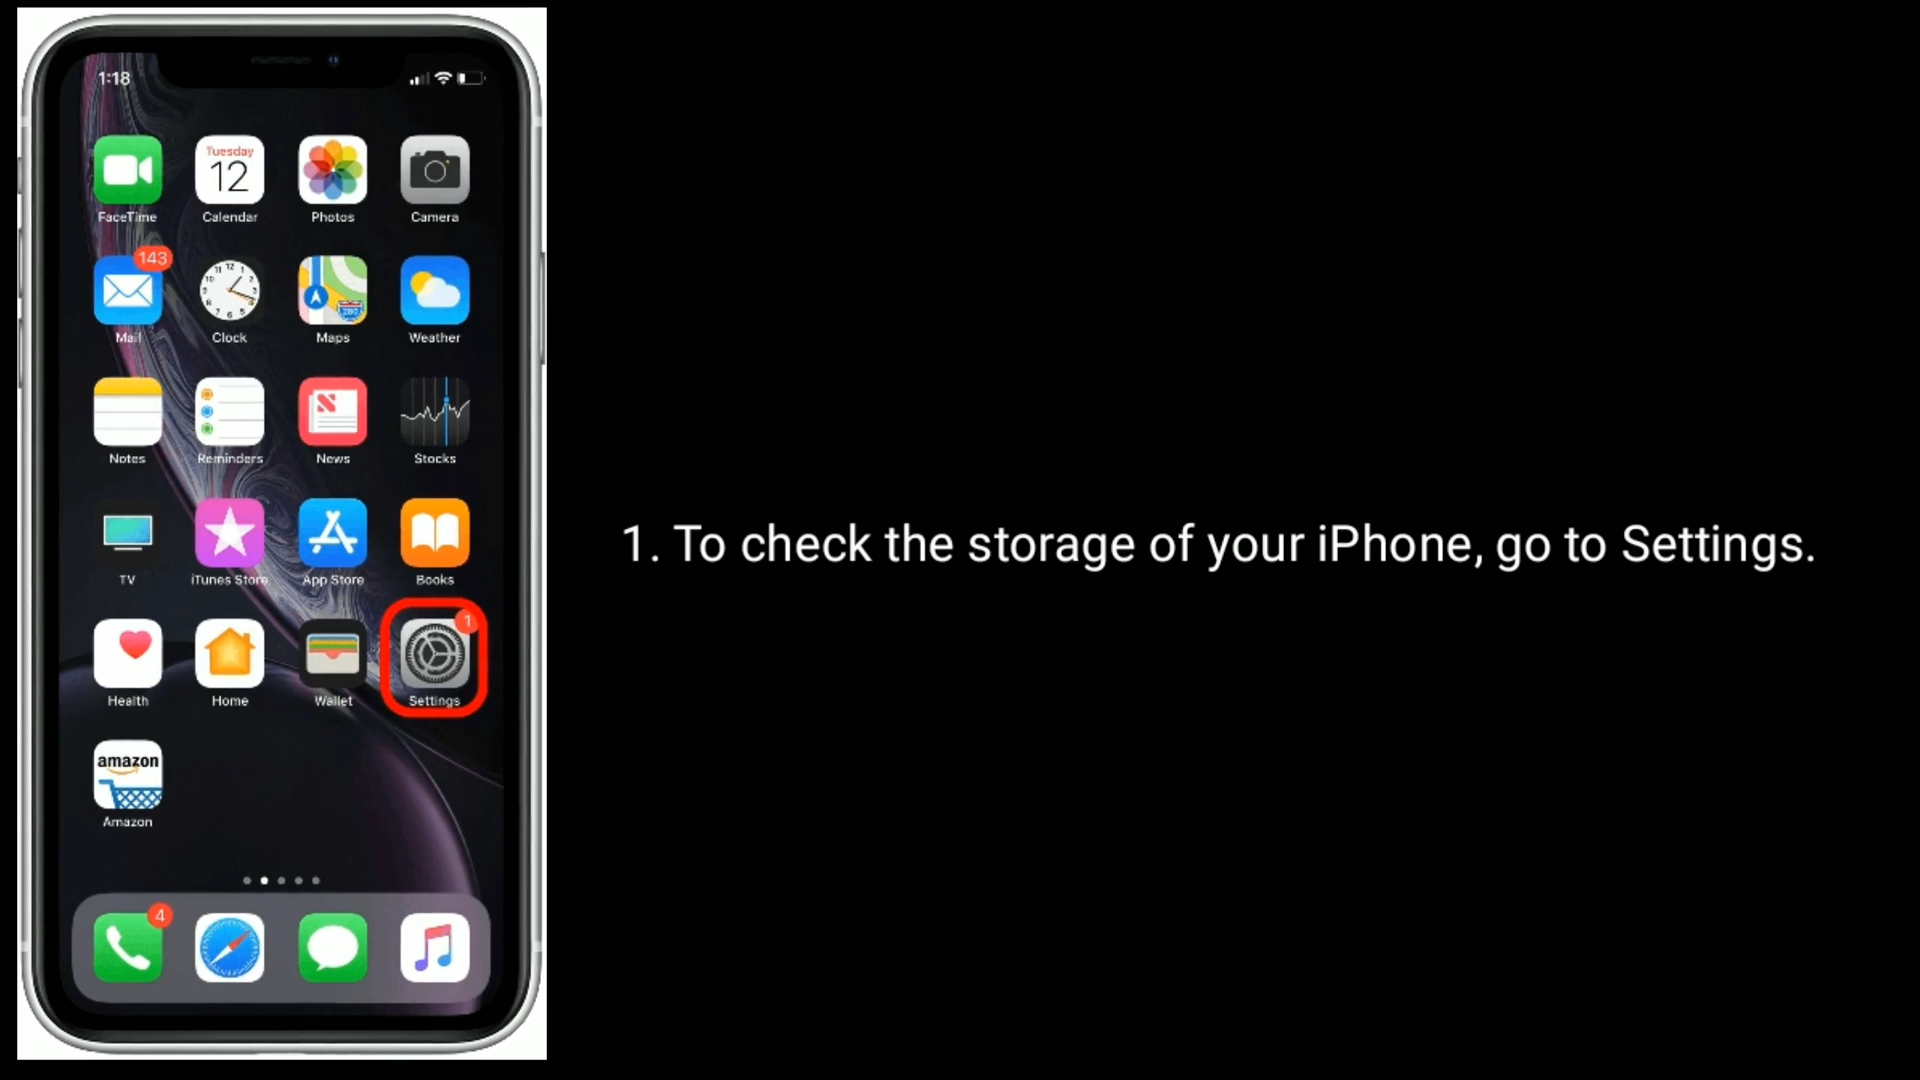 1:18
Tuesday
12
FaceTime
Calendar
Photos
Camera
143
Mail
Clock
Maps
Weather
Notes
Reminders
News
Stocks
TV
iTunes Store
App Store
Books
1
Health
Home
Wallet
Settings
amazon
Amazon
4
1. To check the storage of your iPhone, go to Settings.